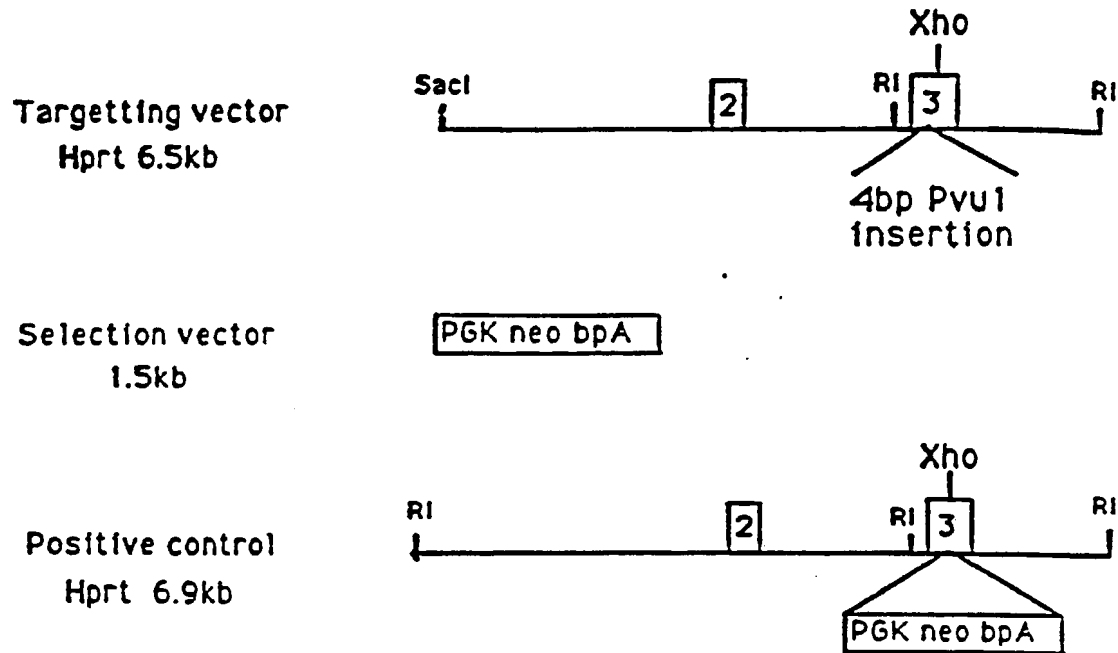 Xho
SacI
2
RI
3
RI
Targetting vector
Hprt 6.5kb
4bp Pvu1
insertion
Selection vector
1.5kb
PGK neo bpA
Xho
RI
2
RI
3
RI
Positive control
Hprt 6.9kb
PGK neo bpA